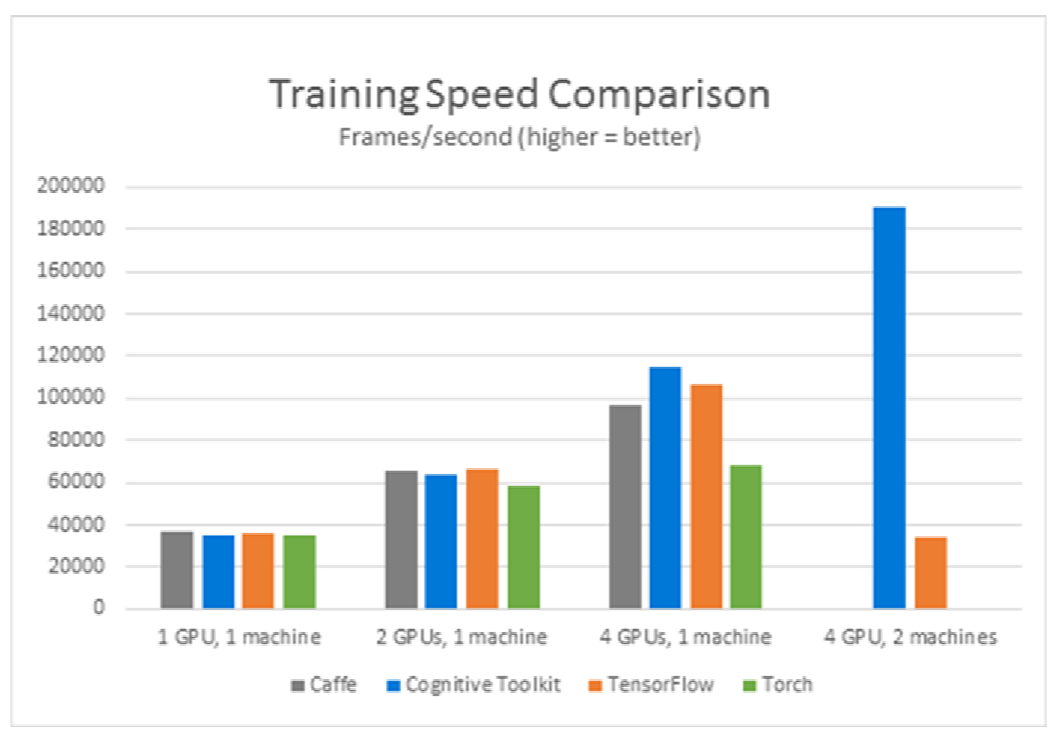 Training Speed Comparison
Frames/second (higher = better)
200000
180000
160000
140000
120000
100000
80000
60000
40000
20000
0
1 GPU, 1 machine 2 GPUs, 1 machine 4 GPUs, 1 machine 4 GPU, 2 machines
Caffe Cognitive Toolkit TensorFlow Torch